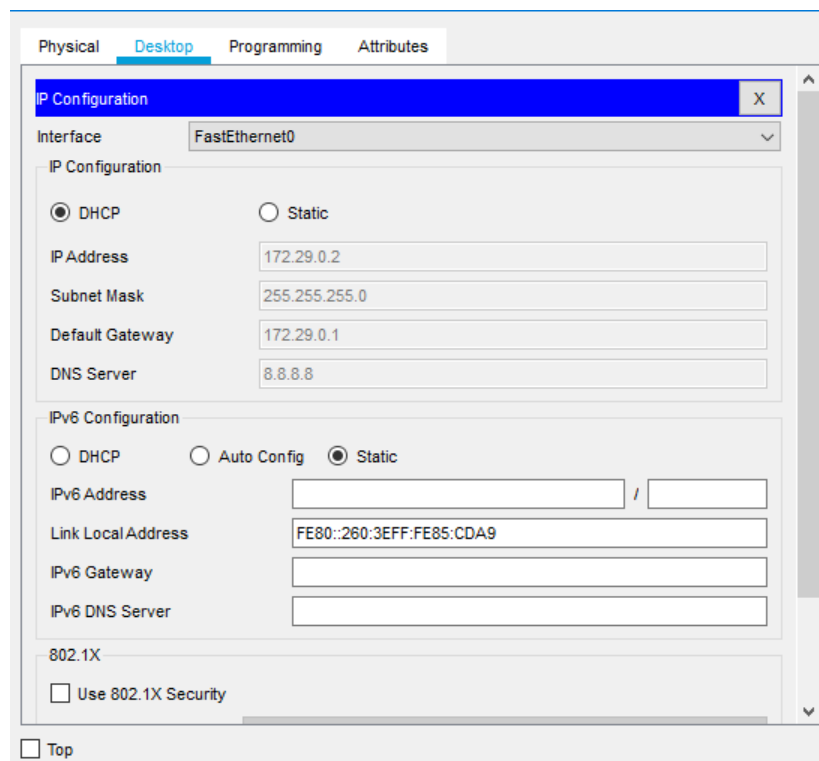 Physical Desktop Programming Attributes
IP Configuration X
Interface FastEthernet0
IP Configuration
DHCP Static
IP Address 172.29.0.2
Subnet Mask 255.255.255.0
Default Gateway 172.29.0.1
DNS Server 8.8.8.8
IPv6 Configuration
DHCP Auto Config Static
IPv6 Address /
Link Local Address FE80::260:3EFF:FE85:CDA9
IPv6 Gateway
IPv6 DNS Server
802.1X
Use 802.1X Security
Top